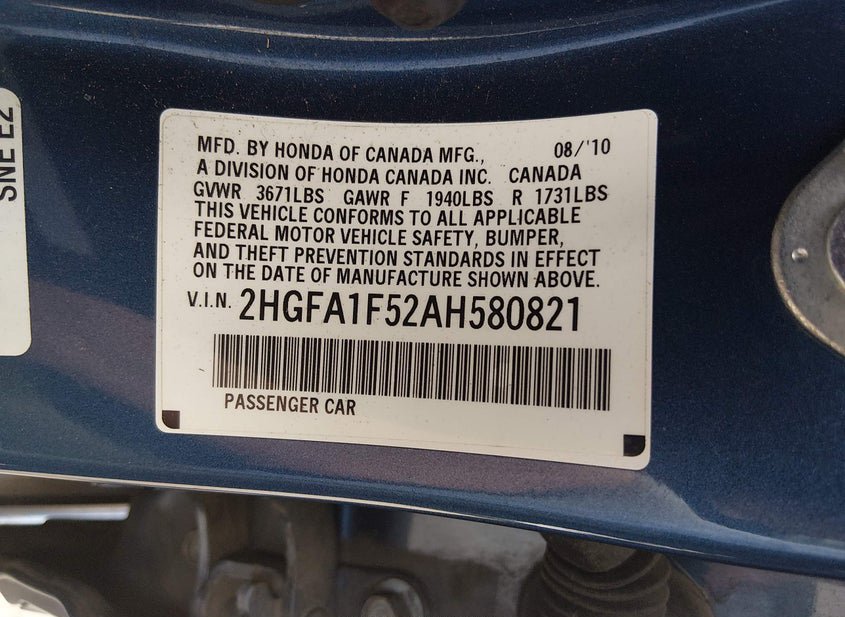 SNE E2
MFD. BY HONDA OF CANADA MFG., 08/'10
A DIVISION OF HONDA CANADA INC. CANADA
GVWR 3671LBS GAWR F 1940LBS R 1731LBS
THIS VEHICLE CONFORMS TO ALL APPLICABLE
FEDERAL MOTOR VEHICLE SAFETY, BUMPER,
AND THEFT PREVENTION STANDARDS IN EFFECT
ON THE DATE OF MANUFACTURE SHOWN ABOVE.
V.I.N. 2HGFA1F52AH580821
PASSENGER CAR